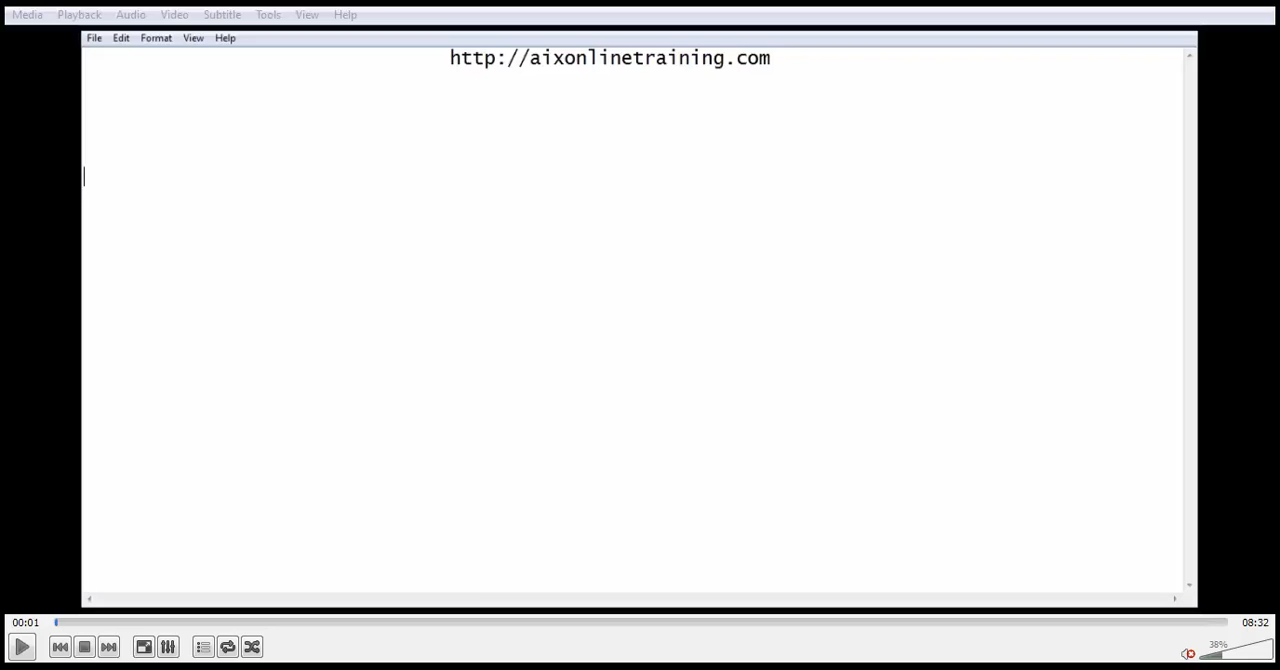 Media Playback Audio Video Subtitle Tools View Help
File Edit Format View Help
http://aixonlinetraining.com
00:01 08:32
38%